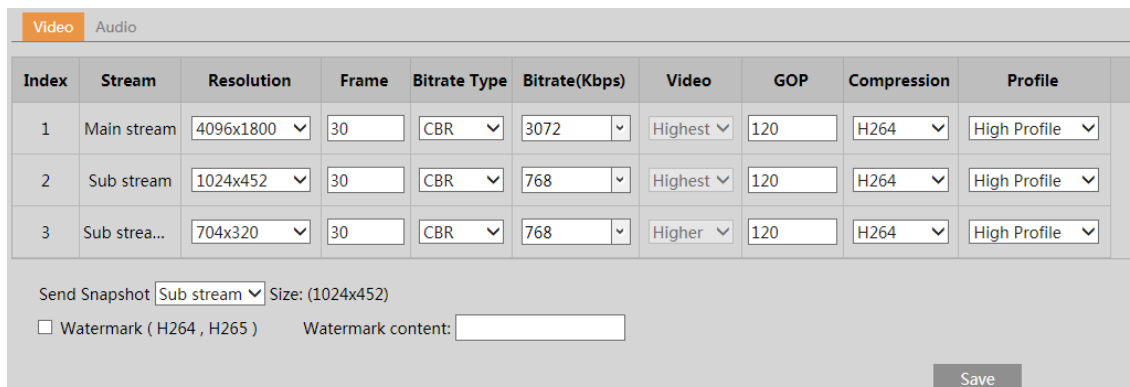 Video Audio
Index Stream Resolution Frame Bitrate Type Bitrate(Kbps) Video GOP Compression Profile
1 Main stream 4096x1800 30 CBR 3072 Highest 120 H264 High Profile
2 Sub stream 1024x452 30 CBR 768 Highest 120 H264 High Profile
3 Sub strea... 704x320 30 CBR 768 Higher 120 H264 High Profile
Send Snapshot Sub stream Size: (1024x452)
Watermark ( H264 , H265 ) Watermark content:
Save